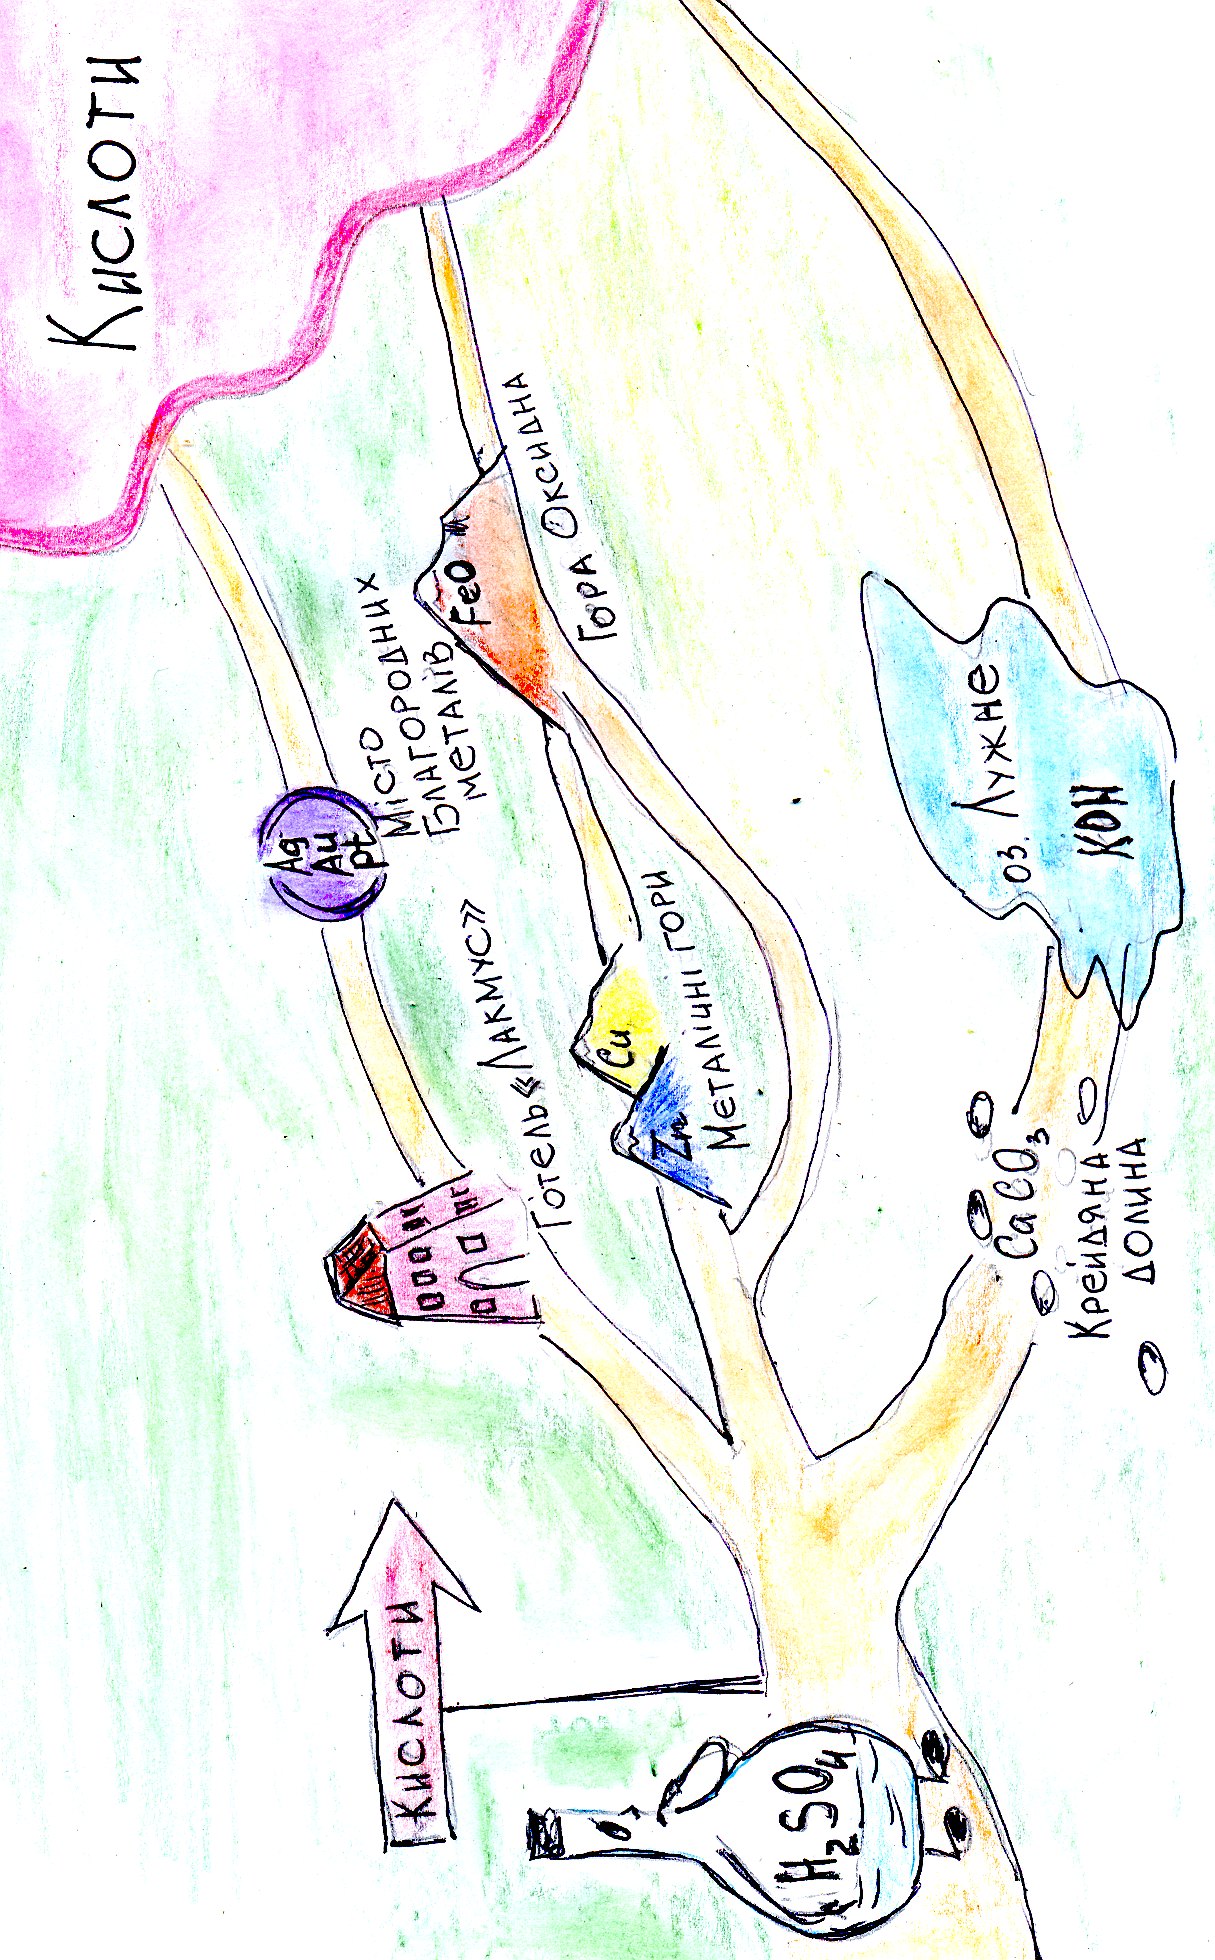 Кислоти
Ag
Au
Pt
Місто
Благородних
металів
FeO
Гора Оксидна
Готель «Лакмус»
Cu
Zn
Металічні гори
оз. Лужне
КОН
CaCO3
Крейдяна
долина
Кислоти
H2SO4